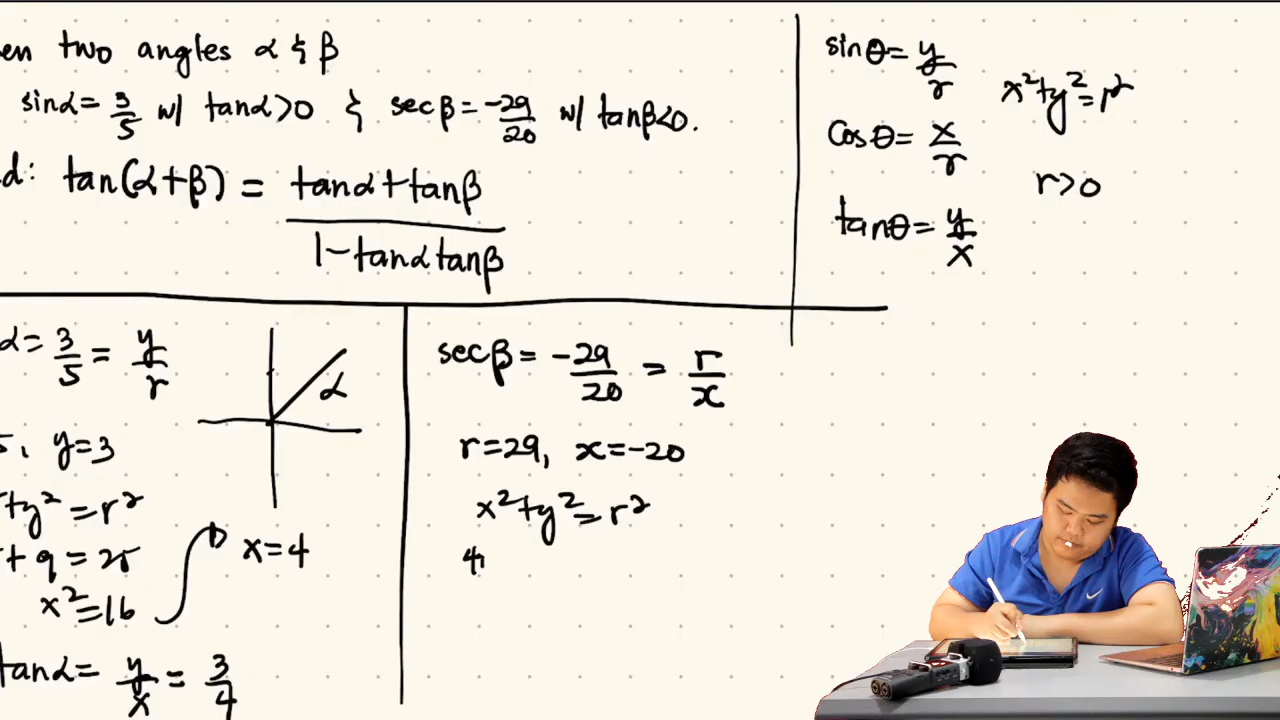 en two angles α & β
sinα = 3/5 w/ tanα>0 & secβ = -29/20 w/ tanβ<0.
d: tan(α+β) = tanα+tanβ / 1-tanαtanβ
sinθ = y/r
x²+y²=r²
cosθ = x/r
r>0
tanθ = y/x
α = 3/5 = y/r
α
, y=3
+y² = r²
+ 9 = 25
x² = 16
x=4
tanα = y/x = 3/4
secβ = -29/20 = r/x
r=29, x=-20
x²+y²=r²
4